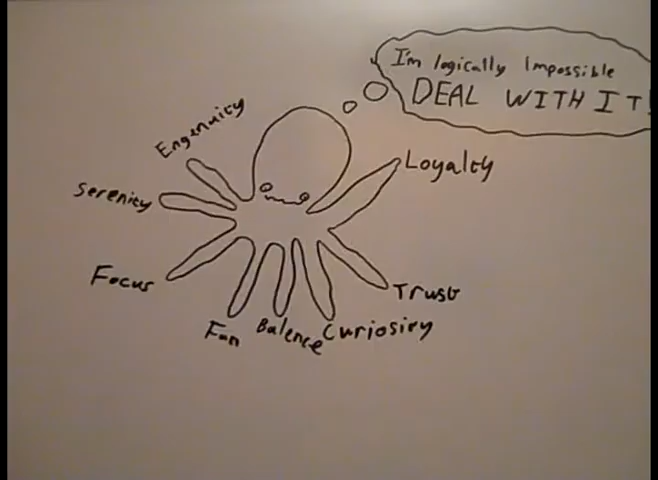 I'm logically Impossible
DEAL WITH IT!
Engenuity
Serenity
Focus
Fun
Balence
Curiosity
Trust
Loyalty